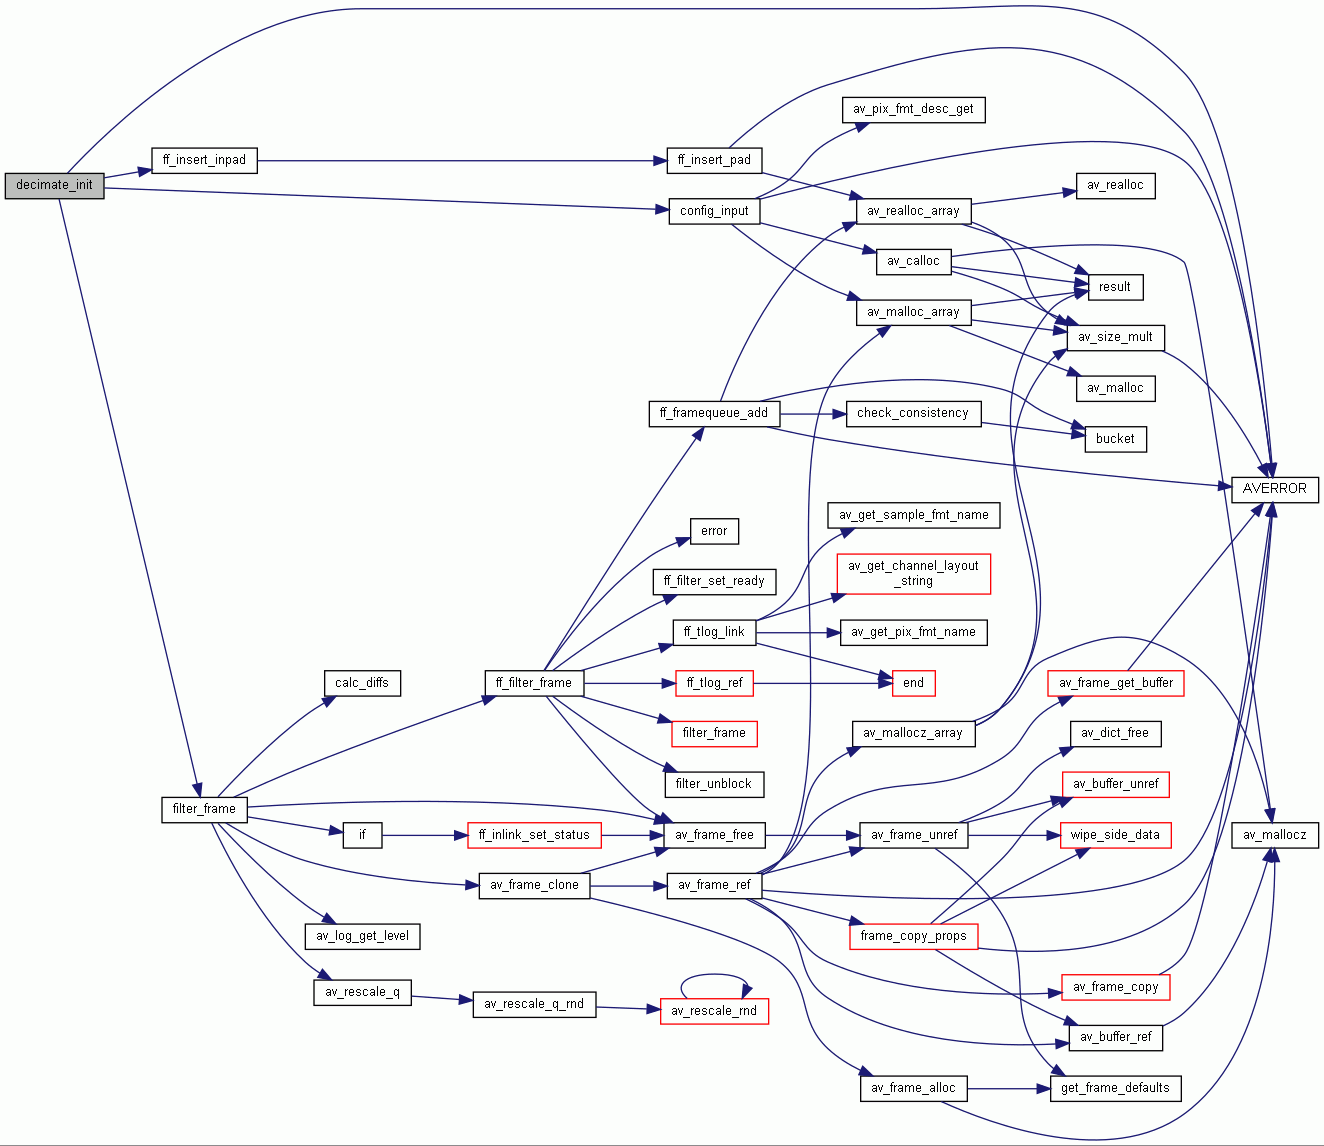 av_pix_fmt_desc_get
ff_insert_inpad
ff_insert_pad
decimate_init
av_realloc
config_input
av_realloc_array
av_calloc
result
av_malloc_array
av_size_mult
av_malloc
ff_framequeue_add
check_consistency
bucket
AVERROR
av_get_sample_fmt_name
error
av_get_channel_layout
_string
ff_filter_set_ready
ff_tlog_link
av_get_pix_fmt_name
calc_diffs
ff_filter_frame
ff_tlog_ref
end
av_frame_get_buffer
filter_frame
av_mallocz_array
av_dict_free
filter_unblock
av_buffer_unref
filter_frame
if
ff_inlink_set_status
av_frame_free
av_frame_unref
wipe_side_data
av_mallocz
av_frame_clone
av_frame_ref
av_log_get_level
frame_copy_props
av_rescale_q
av_frame_copy
av_rescale_q_rnd
av_rescale_rnd
av_buffer_ref
av_frame_alloc
get_frame_defaults